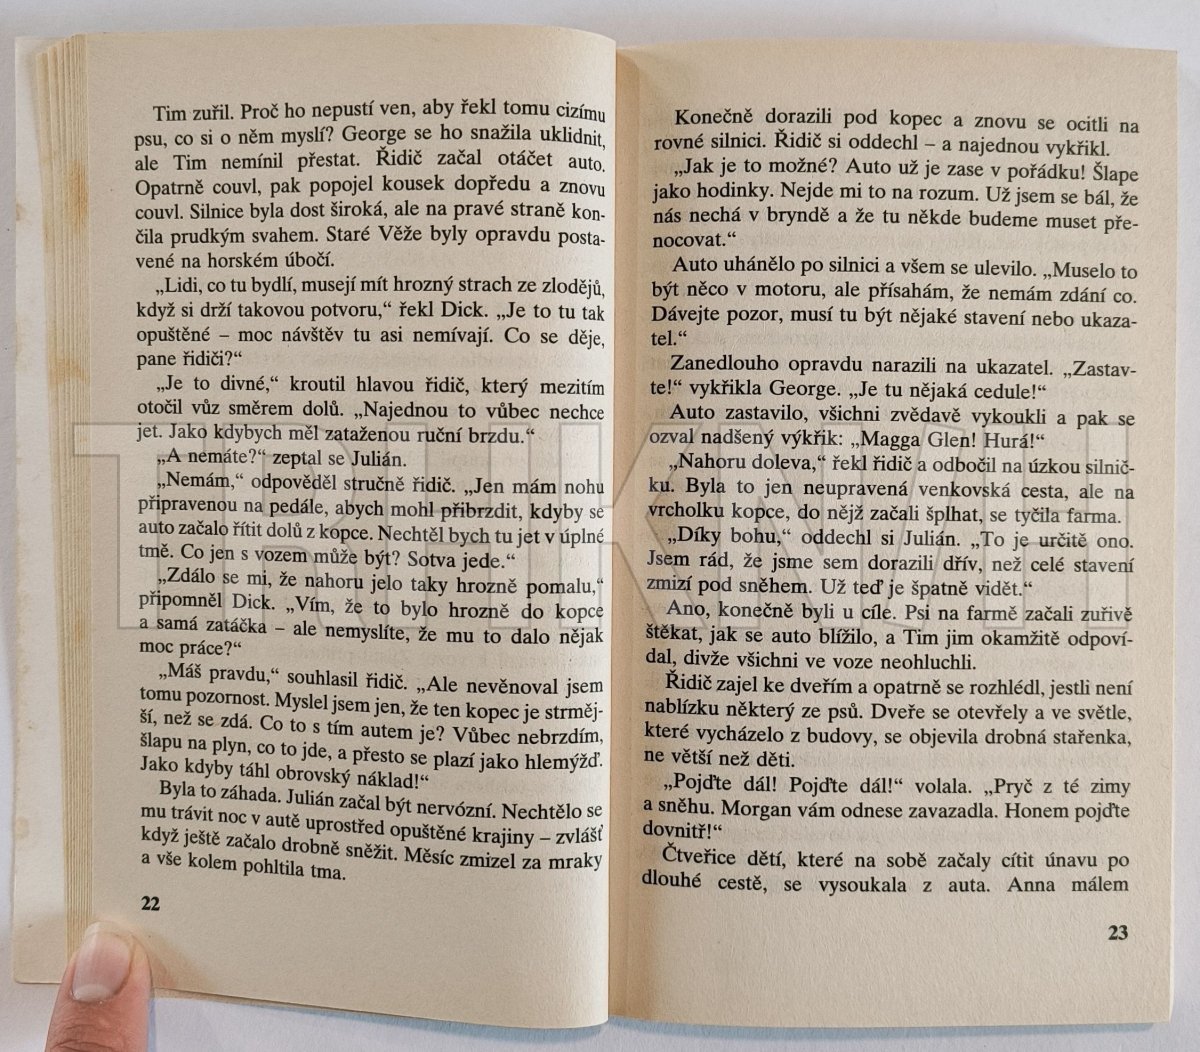 Tim zuřil. Proč ho nepustí ven, aby řekl tomu cizímu
psu, co si o něm myslí? George se ho snažila uklidnit,
ale Tim nemínil přestat. Řidič začal otáčet auto.
Opatrně couvl, pak popojel kousek dopředu a znovu
couvl. Silnice byla dost široká, ale na pravé straně kon-
čila prudkým svahem. Staré Věže byly opravdu posta-
vené na horském úbočí.
„Lidi, co tu bydlí, musejí mít hrozný strach ze zlodějů,
když si drží takovou potvoru,“ řekl Dick. „Je to tu tak
opuštěné – moc návštěv tu asi nemívají. Co se děje,
pane řidiči?“
„Je to divné,“ kroutil hlavou řidič, který mezitím
otočil vůz směrem dolů. „Najednou to vůbec nechce
jet. Jako kdybych měl zataženou ruční brzdu.“
„A nemáte?“ zeptal se Julián.
„Nemám,“ odpověděl stručně řidič. „Jen mám nohu
připravenou na pedále, abych mohl přibrzdit, kdyby se
auto začalo řítit dolů z kopce. Nechtěl bych tu jet v úplné
tmě. Co jen s vozem může být? Sotva jede.“
„Zdálo se mi, že nahoru jelo taky hrozně pomalu,“
připomněl Dick. „Vím, že to bylo hrozně do kopce
a samá zatáčka – ale nemyslíte, že mu to dalo nějak
moc práce?“
„Máš pravdu,“ souhlasil řidič. „Ale nevěnoval jsem
tomu pozornost. Myslel jsem jen, že ten kopec je strměj-
ší, než se zdá. Co to s tím autem je? Vůbec nebrzdím,
šlapu na plyn, co to jde, a přesto se plazí jako hlemýžď.
Jako kdyby táhl obrovský náklad!“
Byla to záhada. Julián začal být nervózní. Nechtělo se
mu trávit noc v autě uprostřed opuštěné krajiny – zvlášť
když ještě začalo drobně sněžit. Měsíc zmizel za mraky
a vše kolem pohltila tma.
22
Konečně dorazili pod kopec a znovu se ocitli na
rovné silnici. Řidič si oddechl – a najednou vykřikl.
„Jak je to možné? Auto už je zase v pořádku! Šlape
jako hodinky. Nejde mi to na rozum. Už jsem se bál, že
nás nechá v bryndě a že tu někde budeme muset pře-
nocovat.“
Auto uhánělo po silnici a všem se ulevilo. „Muselo to
být něco v motoru, ale přísahám, že nemám zdání co.
Dávejte pozor, musí tu být nějaké stavení nebo ukaza-
tel.“
Zanedlouho opravdu narazili na ukazatel. „Zastav-
te!“ vykřikla George. „Je tu nějaká cedule!“
Auto zastavilo, všichni zvědavě vykoukli a pak se
ozval nadšený výkřik: „Magga Glen! Hurá!“
„Nahoru doleva,“ řekl řidič a odbočil na úzkou silnič-
ku. Byla to jen neupravená venkovská cesta, ale na
vrcholku kopce, do nějž začali šplhat, se tyčila farma.
„Díky bohu,“ oddechl si Julián. „To je určitě ono.
Jsem rád, že jsme sem dorazili dřív, než celé stavení
zmizí pod sněhem. Už teď je špatně vidět.“
Ano, konečně byli u cíle. Psi na farmě začali zuřivě
štěkat, jak se auto blížilo, a Tim jim okamžitě odpoví-
dal, divže všichni ve voze neohluchli.
Řidič zajel ke dveřím a opatrně se rozhlédl, jestli není
nablízku některý ze psů. Dveře se otevřely a ve světle,
které vycházelo z budovy, se objevila drobná stařenka,
ne větší než děti.
„Pojďte dál! Pojďte dál!“ volala. „Pryč z té zimy
a sněhu. Morgan vám odnese zavazadla. Honem pojďte
dovnitř!“
Čtveřice dětí, které na sobě začaly cítit únavu po
dlouhé cestě, se vysoukala z auta. Anna málem
23